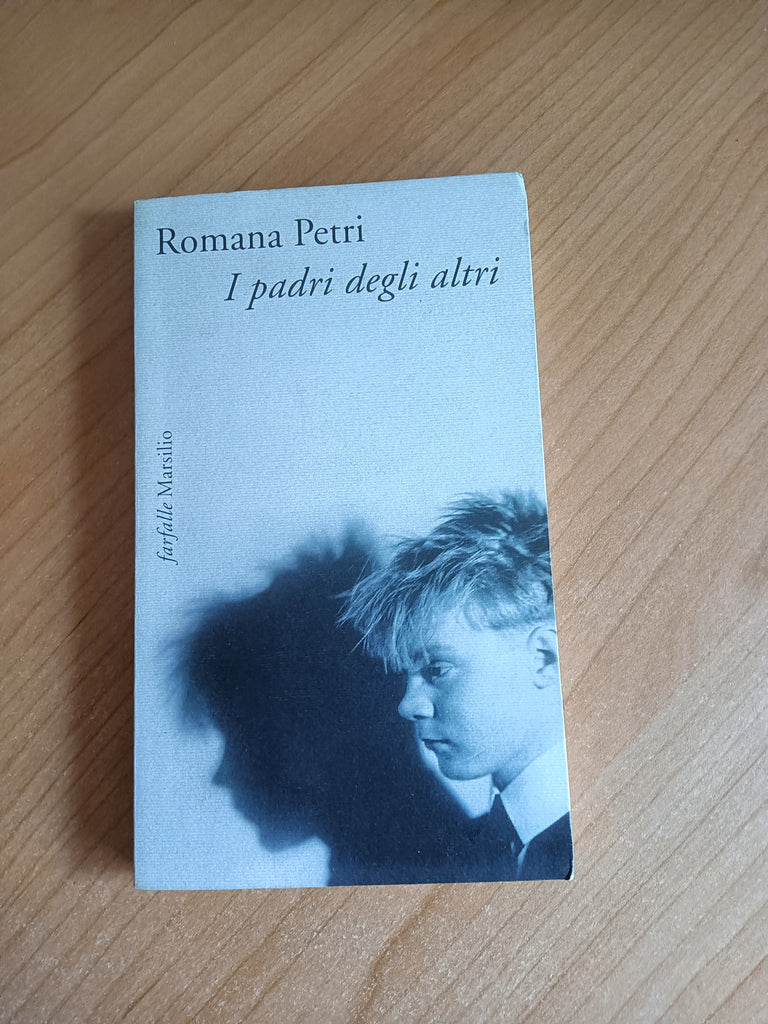 Romana Petri
I padri degli altri
farfalle Marsilio